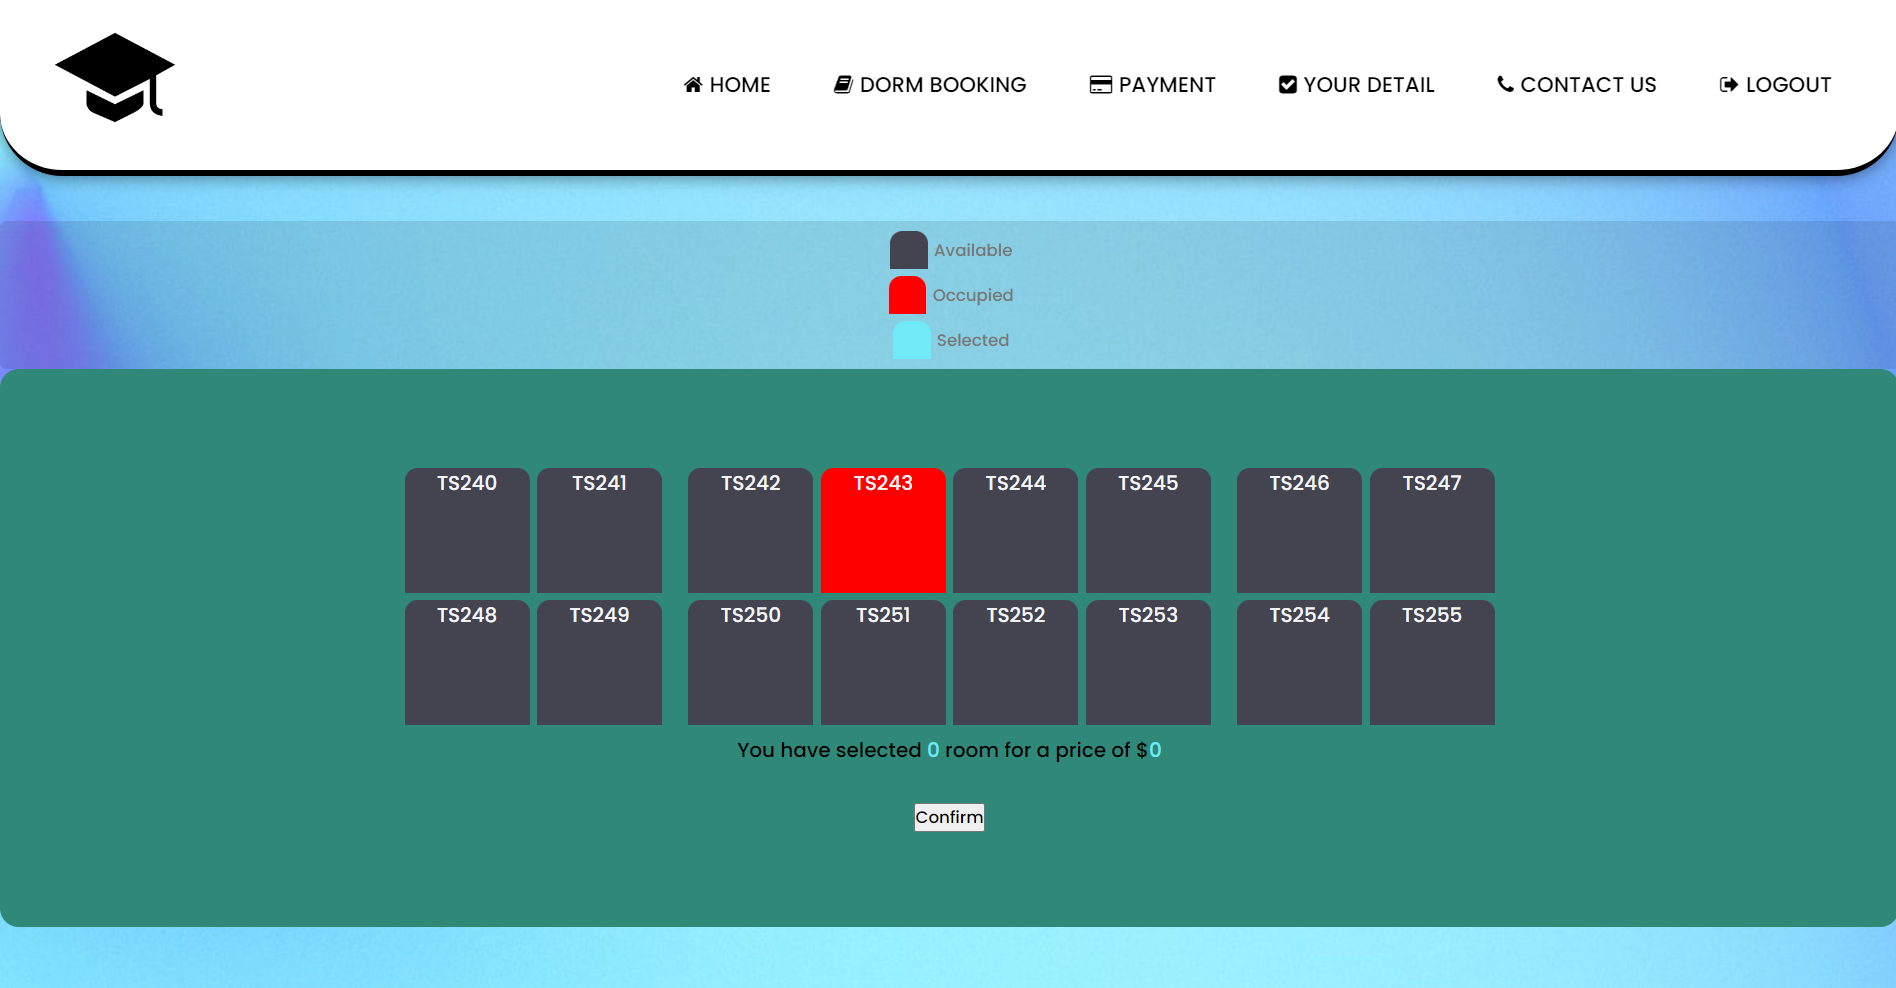 HOME DORM BOOKING PAYMENT YOUR DETAIL CONTACT US LOGOUT
Available
Occupied
Selected
TS240 TS241 TS242 TS243 TS244 TS245 TS246 TS247
TS248 TS249 TS250 TS251 TS252 TS253 TS254 TS255
You have selected 0 room for a price of $0
Confirm